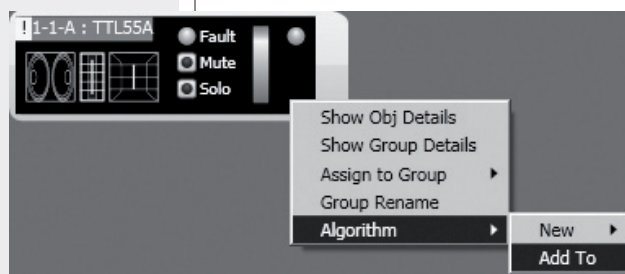 ! 1-1-A : TTL55A
Fault
Mute
Solo
Show Obj Details
Show Group Details
Assign to Group
Group Rename
Algorithm
New
Add To